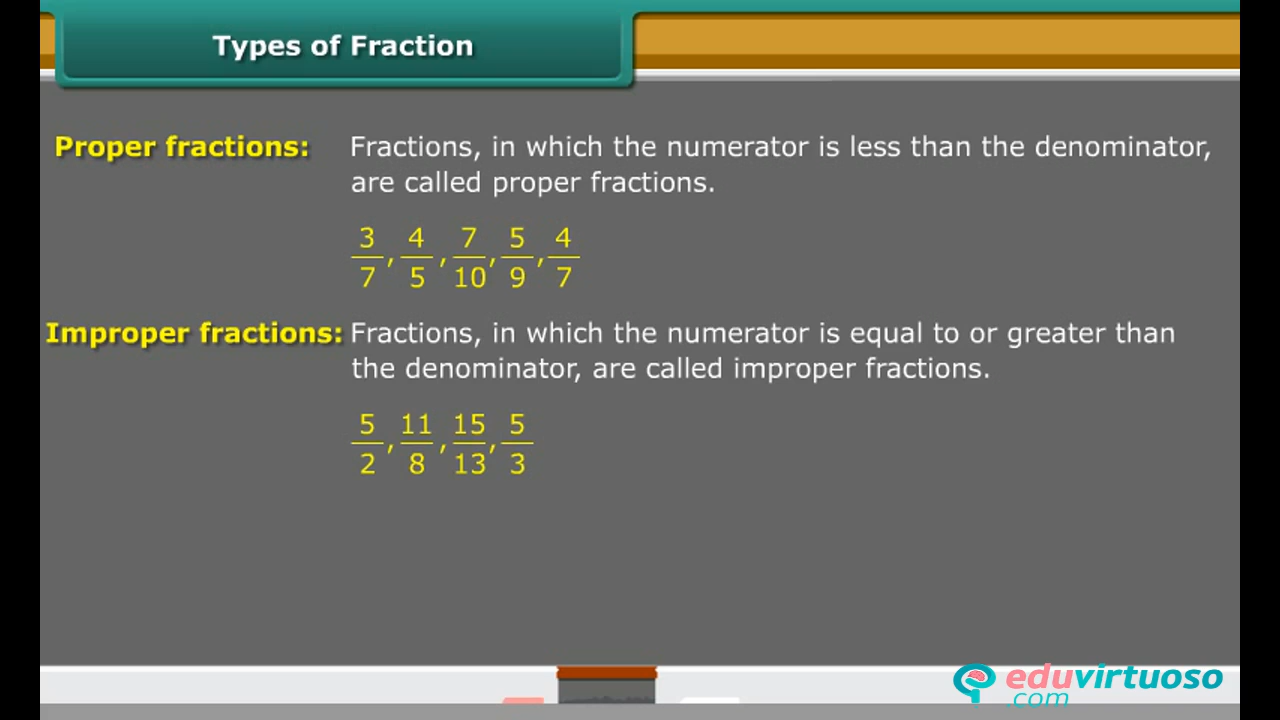 Types of Fraction
Proper fractions: Fractions, in which the numerator is less than the denominator,
are called proper fractions.
3/7, 4/5, 7/10, 5/9, 4/7
Improper fractions: Fractions, in which the numerator is equal to or greater than
the denominator, are called improper fractions.
5/2, 11/8, 15/13, 5/3
eduvirtuoso
.com